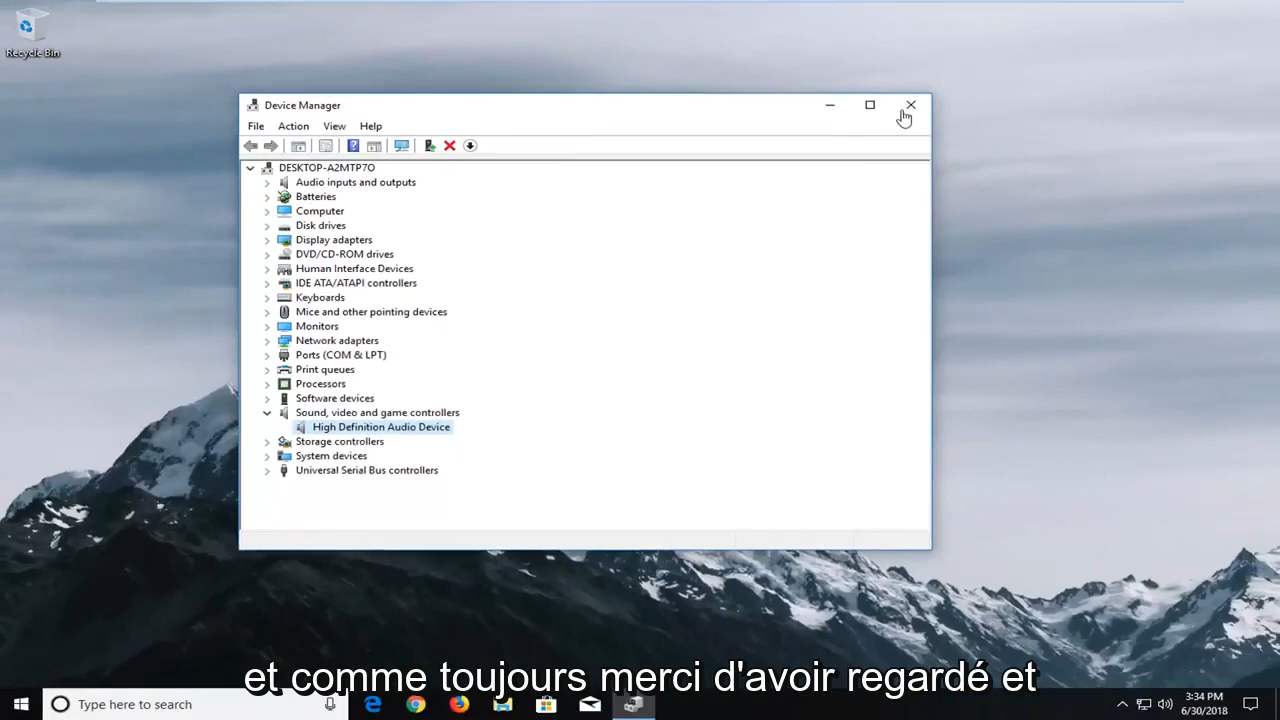 Recycle Bin
Device Manager
File Action View Help
DESKTOP-A2MTP7O
Audio inputs and outputs
Batteries
Computer
Disk drives
Display adapters
DVD/CD-ROM drives
Human Interface Devices
IDE ATA/ATAPI controllers
Keyboards
Mice and other pointing devices
Monitors
Network adapters
Ports (COM & LPT)
Print queues
Processors
Software devices
Sound, video and game controllers
High Definition Audio Device
Storage controllers
System devices
Universal Serial Bus controllers
et comme toujours merci d'avoir regardé et
Type here to search
3:34 PM
6/30/2018